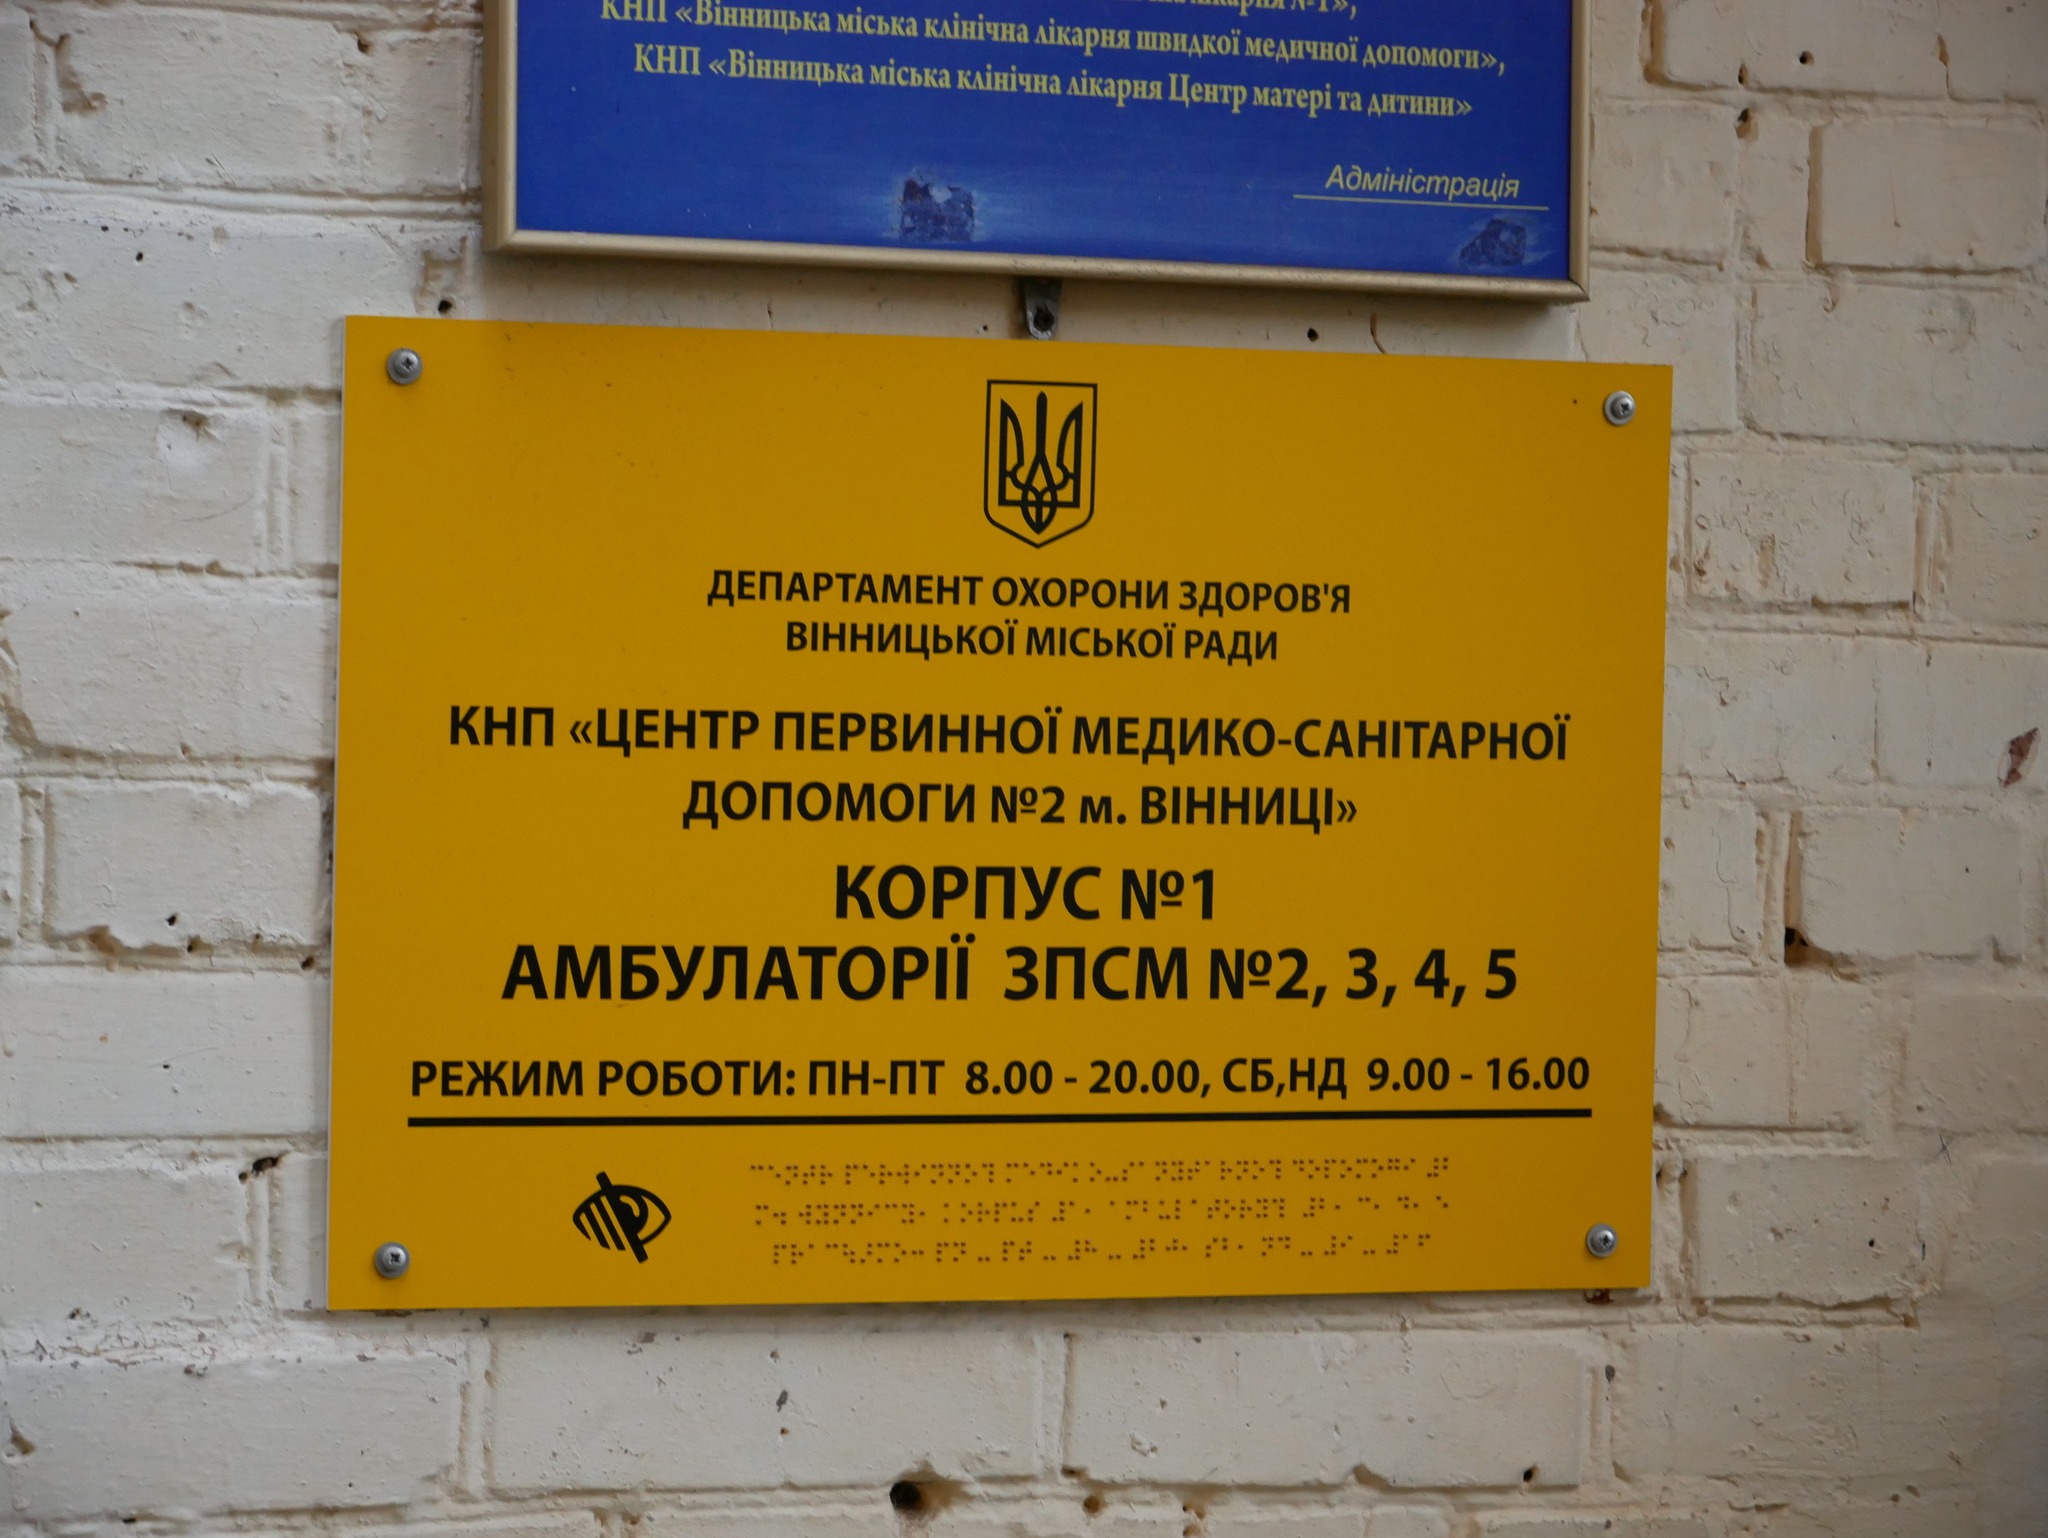 №1»,
КНП «Вінницька міська клінічна лікарня швидкої медичної допомоги»,
КНП «Вінницька міська клінічна лікарня Центр матері та дитини»
Адміністрація
ДЕПАРТАМЕНТ ОХОРОНИ ЗДОРОВ'Я
ВІННИЦЬКОЇ МІСЬКОЇ РАДИ
КНП «ЦЕНТР ПЕРВИННОЇ МЕДИКО-САНІТАРНОЇ
ДОПОМОГИ №2 м. ВІННИЦІ»
КОРПУС №1
АМБУЛАТОРІЇ ЗПСМ №2, 3, 4, 5
РЕЖИМ РОБОТИ: ПН-ПТ 8.00 - 20.00, СБ,НД 9.00 - 16.00